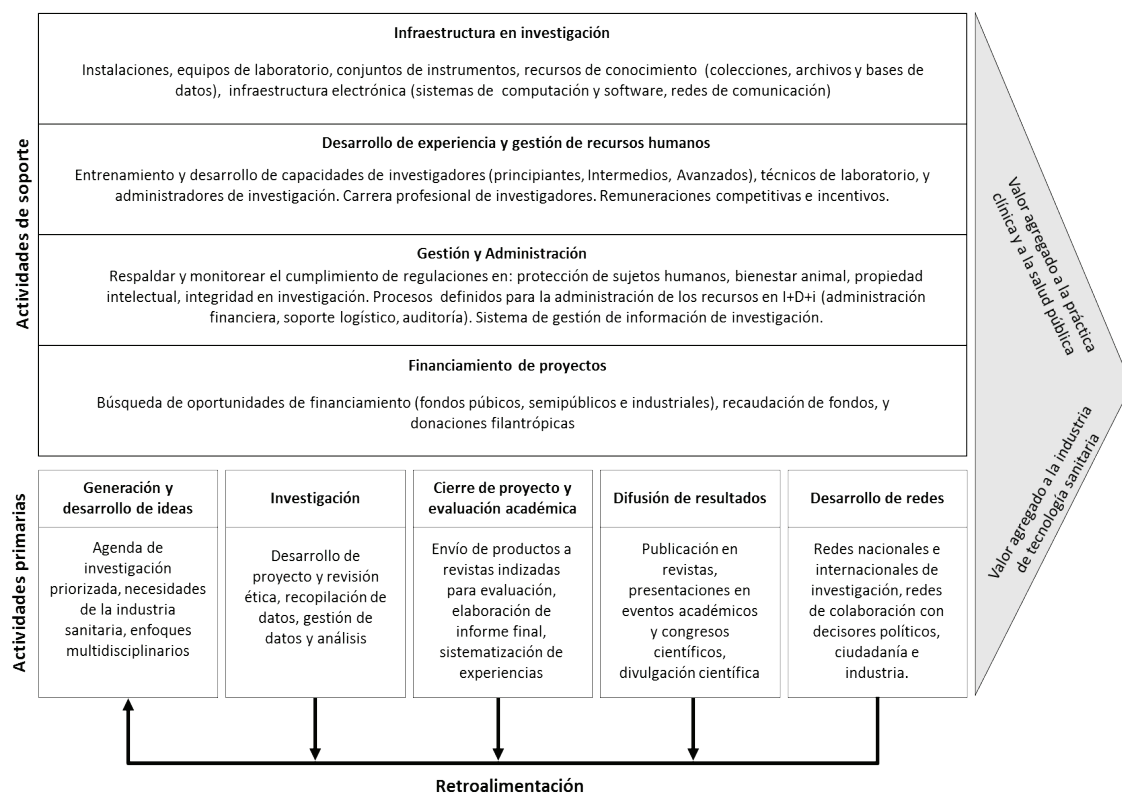 Infraestructura en investigación
Instalaciones, equipos de laboratorio, conjuntos de instrumentos, recursos de conocimiento (colecciones, archivos y bases de
datos), infraestructura electrónica (sistemas de computación y software, redes de comunicación)
Desarrollo de experiencia y gestión de recursos humanos
Entrenamiento y desarrollo de capacidades de investigadores (principiantes, Intermedios, Avanzados), técnicos de laboratorio, y
administradores de investigación. Carrera profesional de investigadores. Remuneraciones competitivas e incentivos.
Gestión y Administración
Respaldar y monitorear el cumplimiento de regulaciones en: protección de sujetos humanos, bienestar animal, propiedad
intelectual, integridad en investigación. Procesos definidos para la administración de los recursos en I+D+i (administración
financiera, soporte logístico, auditoría). Sistema de gestión de información de investigación.
Financiamiento de proyectos
Búsqueda de oportunidades de financiamiento (fondos púbicos, semipúblicos e industriales), recaudación de fondos, y
donaciones filantrópicas
Actividades de soporte
Valor agregado a la práctica
clínica y a la salud pública
Valor agregado a la industria
de tecnología sanitaria
Actividades primarias
Generación y
desarrollo de ideas
Agenda de
investigación
priorizada, necesidades
de la industria
sanitaria, enfoques
multidisciplinarios
Investigación
Desarrollo de
proyecto y revisión
ética, recopilación de
datos, gestión de
datos y análisis
Cierre de proyecto y
evaluación académica
Envío de productos a
revistas indizadas
para evaluación,
elaboración de
informe final,
sistematización de
experiencias
Difusión de resultados
Publicación en
revistas,
presentaciones en
eventos académicos
y congresos
científicos,
divulgación científica
Desarrollo de redes
Redes nacionales e
internacionales de
investigación, redes
de colaboración con
decisores políticos,
ciudadanía e
industria.
Retroalimentación